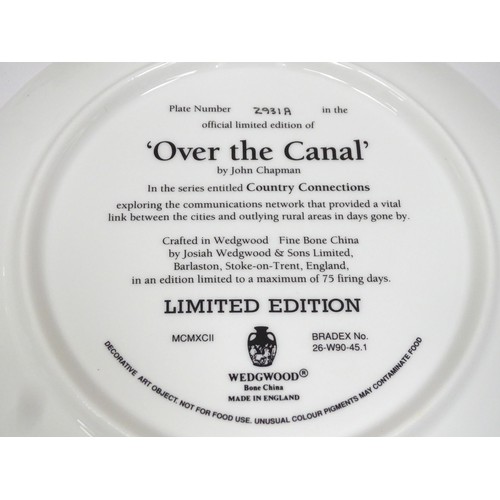 Plate Number 2931A in the
official limited edition of
'Over the Canal'
by John Chapman
In the series entitled Country Connections
exploring the communications network that provided a vital
link between the cities and outlying rural areas in days gone by.
Crafted in Wedgwood Fine Bone China
by Josiah Wedgwood & Sons Limited,
Barlaston, Stoke-on-Trent, England,
in an edition limited to a maximum of 75 firing days.
LIMITED EDITION
MCMXCII
BRADEX No.
26-W90-45.1
WEDGWOOD®
Bone China
MADE IN ENGLAND
DECORATIVE ART OBJECT. NOT FOR FOOD USE. UNUSUAL COLOUR PIGMENTS MAY CONTAMINATE FOOD